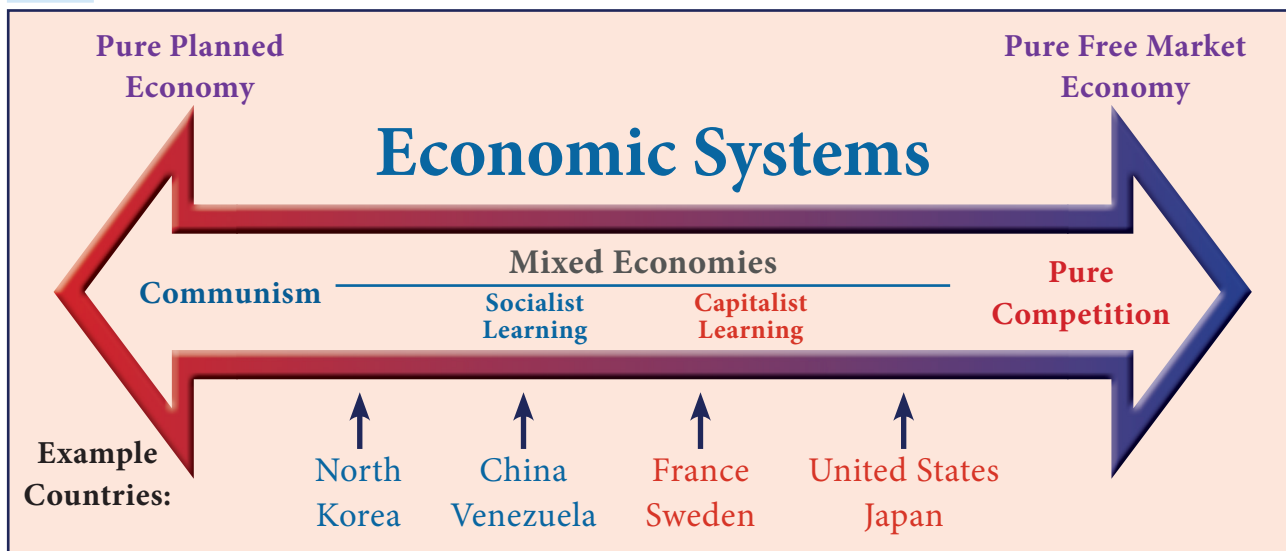 Pure Planned
Economy
Pure Free Market
Economy
Economic Systems
Mixed Economies
Communism
Socialist
Learning
Capitalist
Learning
Pure
Competition
Example
Countries:
North
Korea
China
Venezuela
France
Sweden
United States
Japan